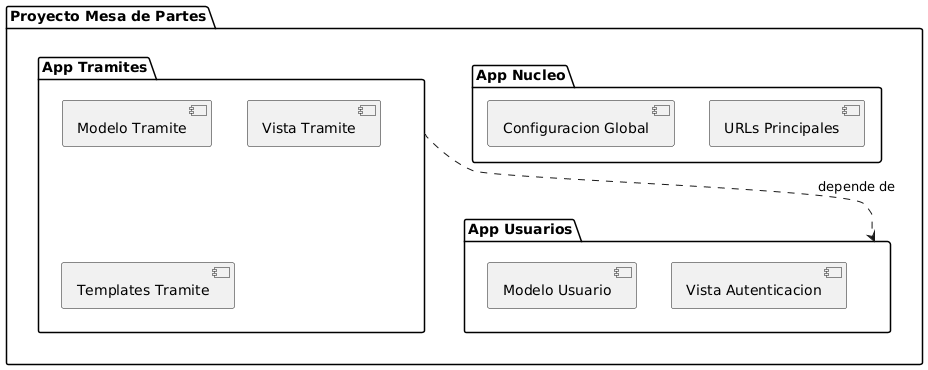 Proyecto Mesa de Partes
App Tramites
Modelo Tramite
Vista Tramite
Templates Tramite
App Nucleo
Configuracion Global
URLs Principales
depende de
App Usuarios
Modelo Usuario
Vista Autenticacion